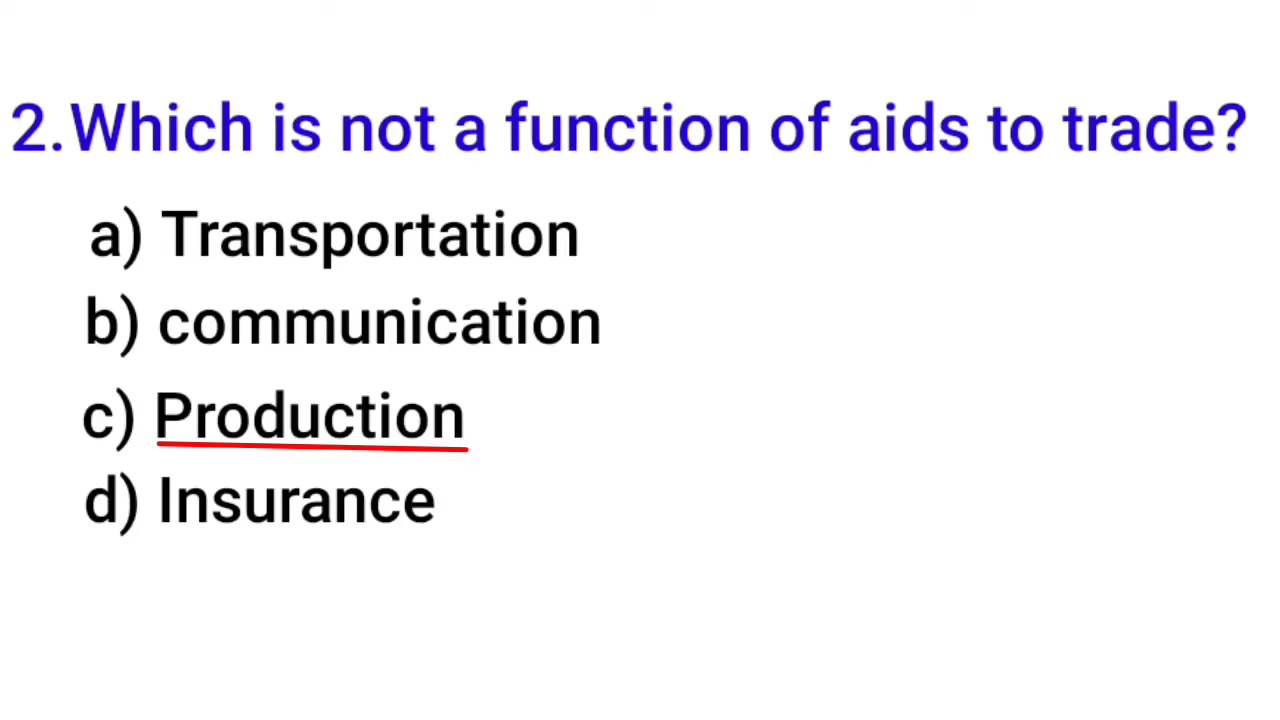 2.Which is not a function of aids to trade?
a) Transportation
b) communication
c) Production
d) Insurance